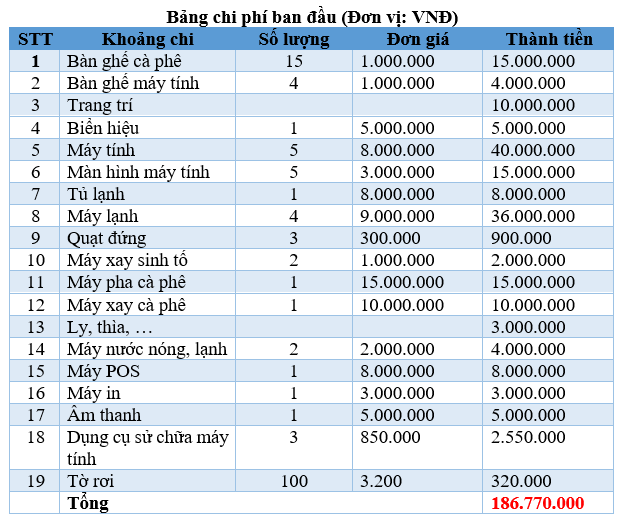 Bảng chi phí ban đầu (Đơn vị: VNĐ)
STT Khoảng chi Số lượng Đơn giá Thành tiền
1 Bàn ghế cà phê 15 1.000.000 15.000.000
2 Bàn ghế máy tính 4 1.000.000 4.000.000
3 Trang trí 10.000.000
4 Biển hiệu 1 5.000.000 5.000.000
5 Máy tính 5 8.000.000 40.000.000
6 Màn hình máy tính 5 3.000.000 15.000.000
7 Tủ lạnh 1 8.000.000 8.000.000
8 Máy lạnh 4 9.000.000 36.000.000
9 Quạt đứng 3 300.000 900.000
10 Máy xay sinh tố 2 1.000.000 2.000.000
11 Máy pha cà phê 1 15.000.000 15.000.000
12 Máy xay cà phê 1 10.000.000 10.000.000
13 Ly, thìa, … 3.000.000
14 Máy nước nóng, lạnh 2 2.000.000 4.000.000
15 Máy POS 1 8.000.000 8.000.000
16 Máy in 1 3.000.000 3.000.000
17 Âm thanh 1 5.000.000 5.000.000
18 Dụng cụ sử chữa máy 3 850.000 2.550.000
tính
19 Tờ rơi 100 3.200 320.000
Tổng 186.770.000